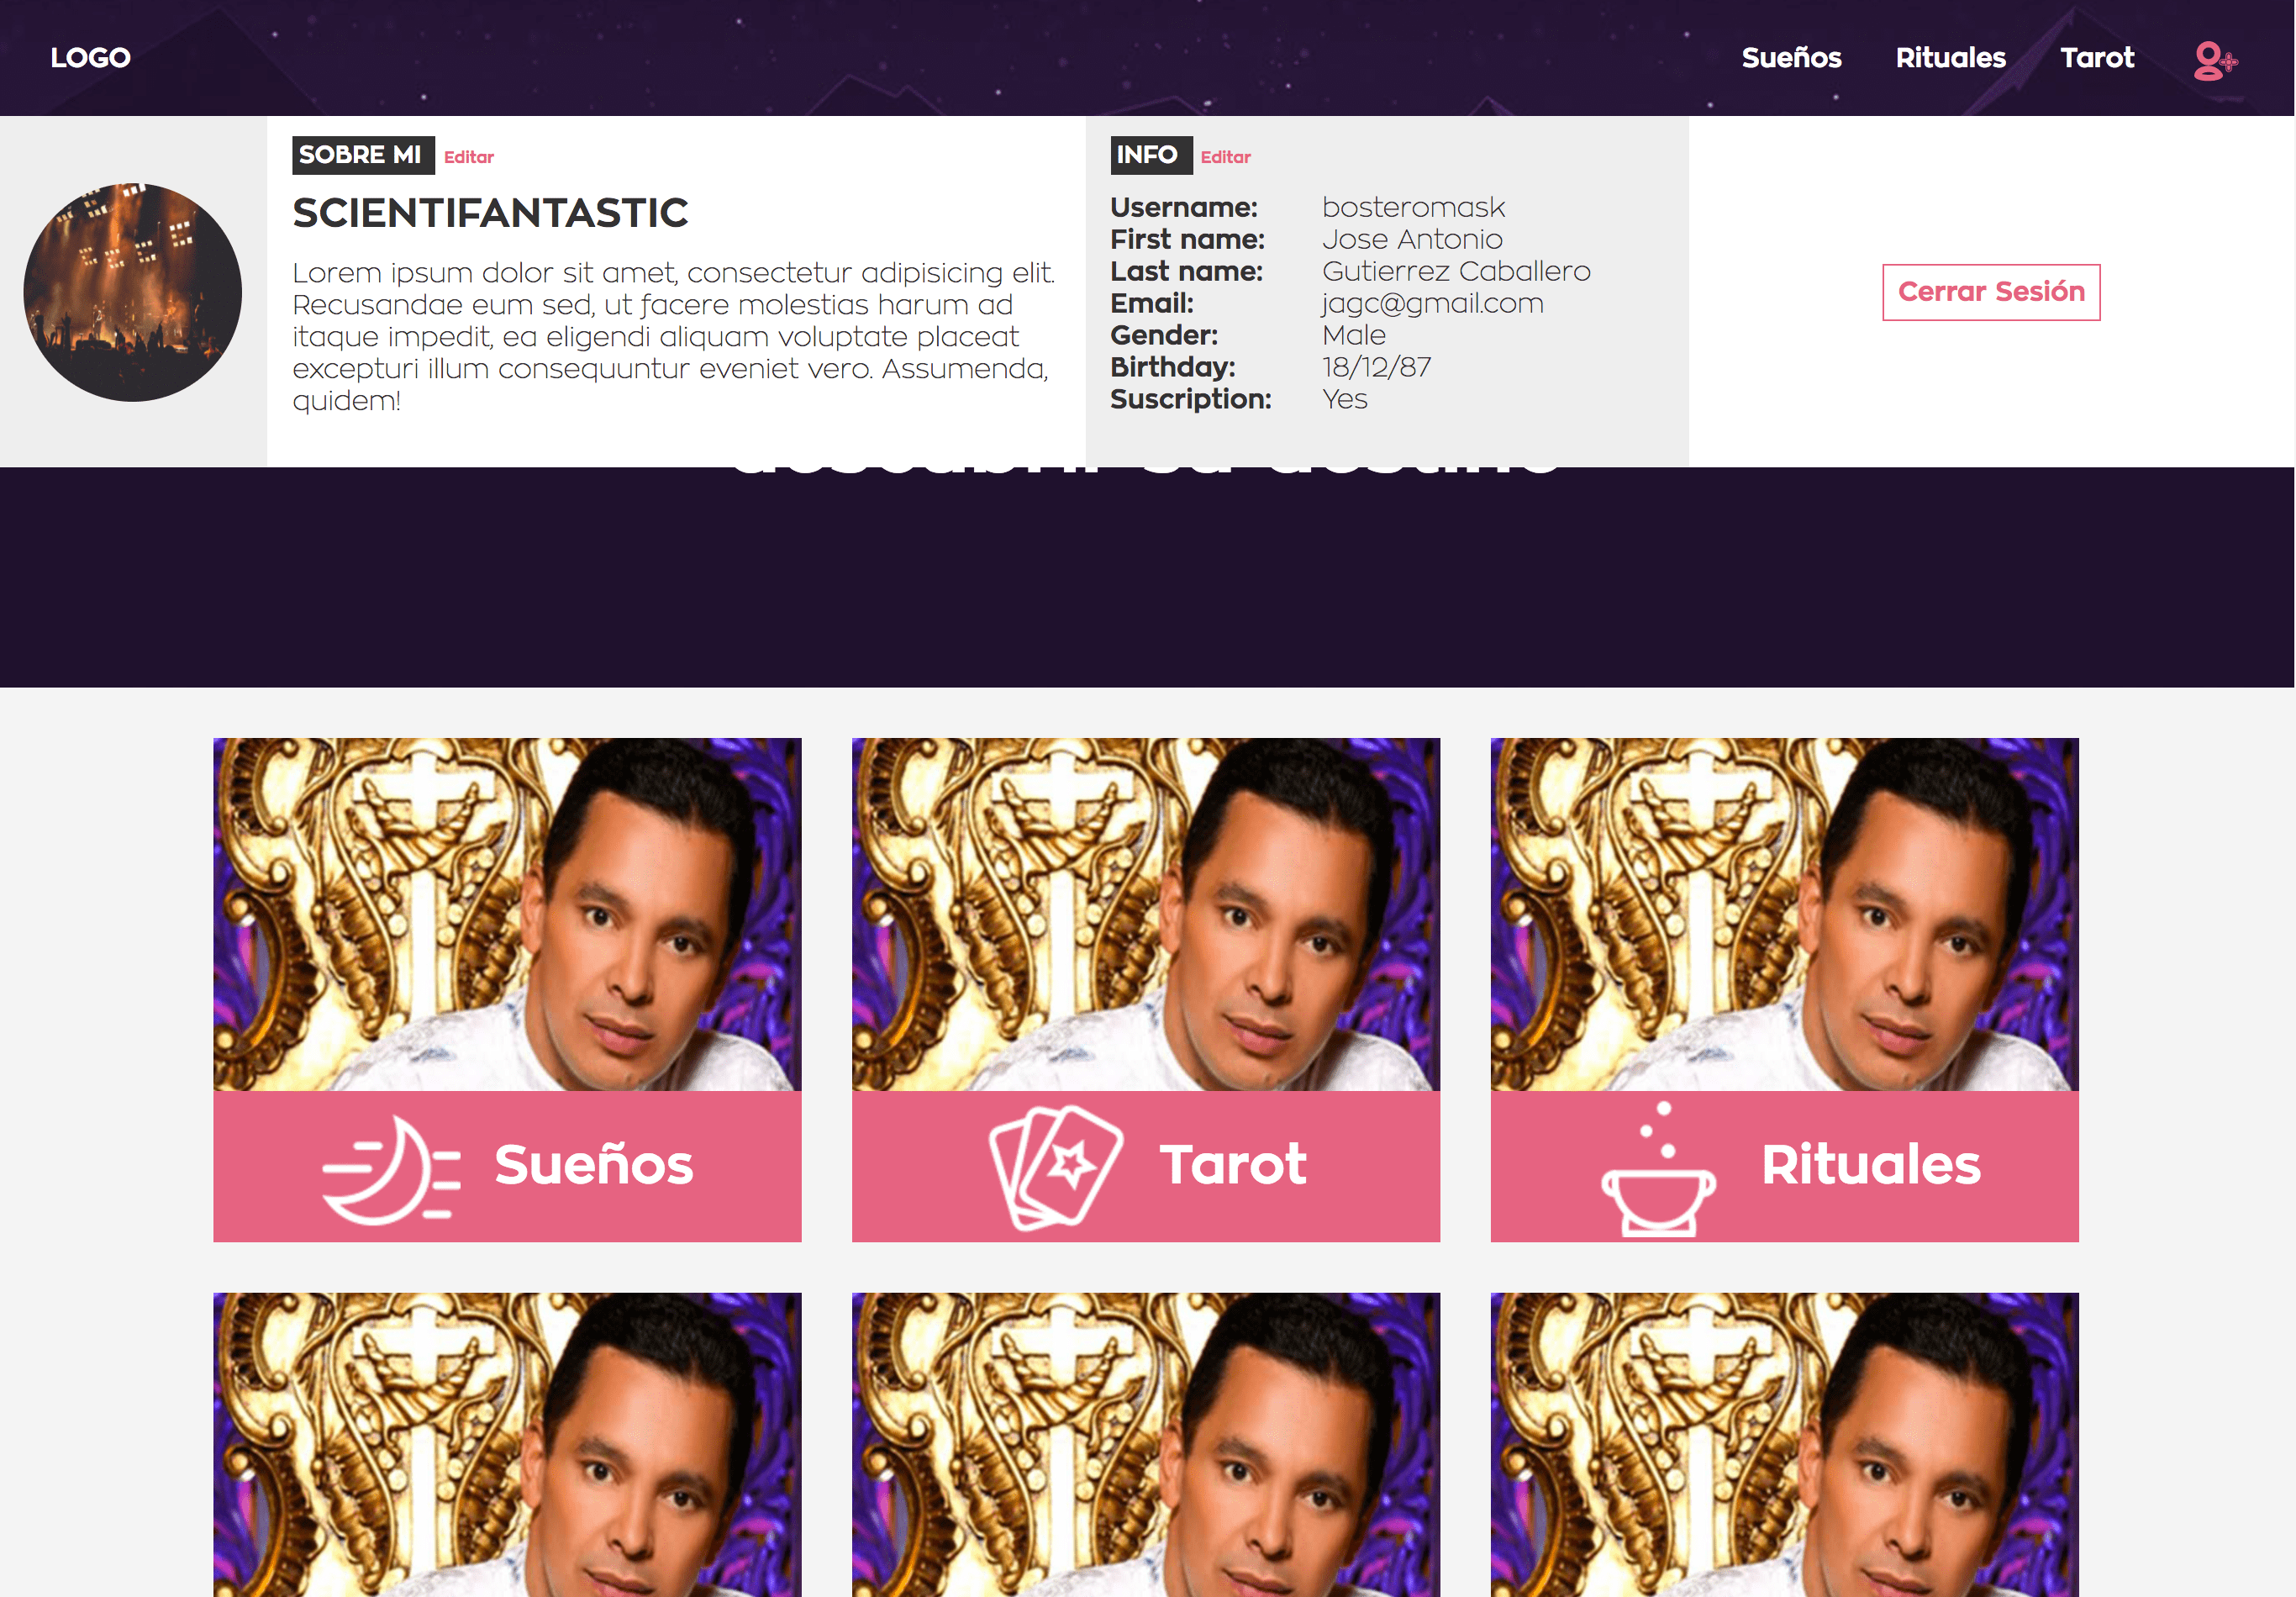 LOGO
Sueños
Rituales
Tarot
SOBRE MI
Editar
SCIENTIFANTASTIC
Lorem ipsum dolor sit amet, consectetur adipisicing elit.
Recusandae eum sed, ut facere molestias harum ad
itaque impedit, ea eligendi aliquam voluptate placeat
excepturi illum consequuntur eveniet vero. Assumenda,
quidem!
INFO
Editar
Username: bosteromask
First name: Jose Antonio
Last name: Gutierrez Caballero
Email: jagc@gmail.com
Gender: Male
Birthday: 18/12/87
Suscription: Yes
Cerrar Sesión
Sueños
Tarot
Rituales